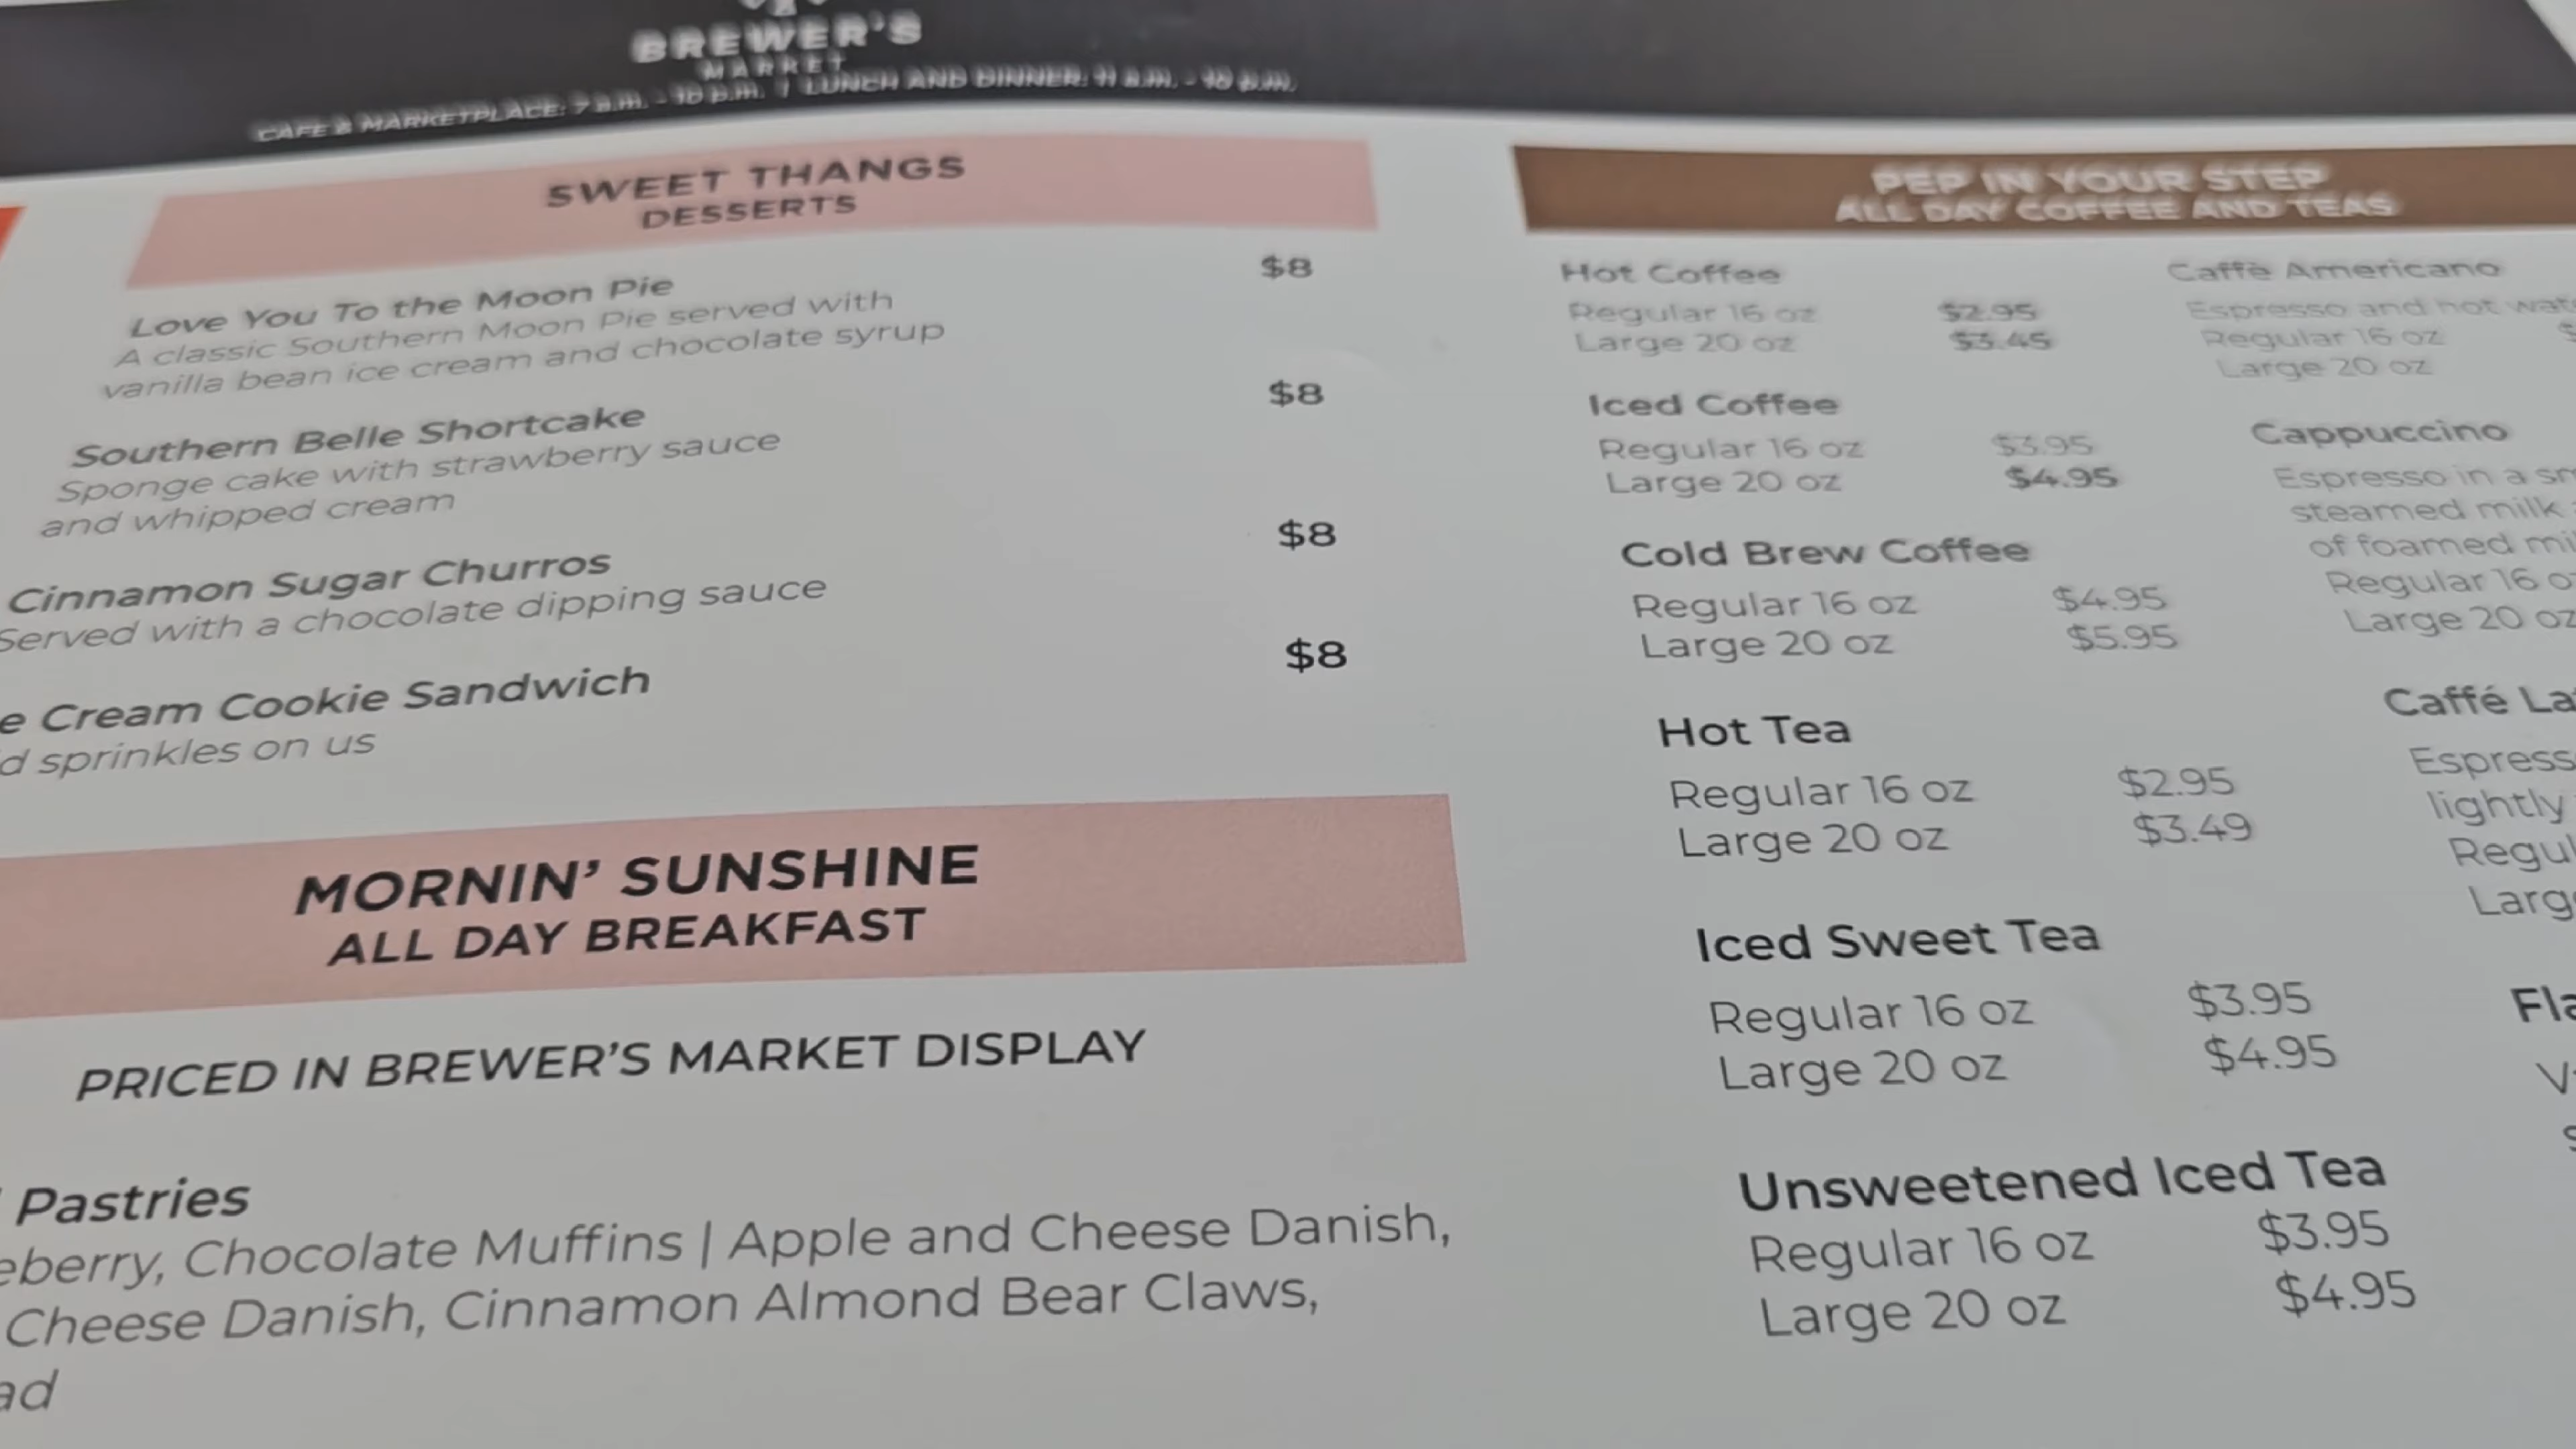 BREWER'S
MARKET
CAFE & MARKETPLACE: 7 a.m. - 10 p.m. | LUNCH AND DINNER: 11 a.m. - 10 p.m.
SWEET THANGS
DESSERTS
Love You To the Moon Pie $8
A classic Southern Moon Pie served with
vanilla bean ice cream and chocolate syrup
Southern Belle Shortcake $8
Sponge cake with strawberry sauce
and whipped cream
Cinnamon Sugar Churros $8
Served with a chocolate dipping sauce
Cream Cookie Sandwich $8
sprinkles on us
MORNIN' SUNSHINE
ALL DAY BREAKFAST
PRICED IN BREWER'S MARKET DISPLAY
Pastries
Chocolate Muffins | Apple and Cheese Danish,
Cheese Danish, Cinnamon Almond Bear Claws,
PEP IN YOUR STEP
ALL DAY COFFEE AND TEAS
Hot Coffee
Regular 16 oz $2.95
Large 20 oz $3.45
Iced Coffee
Regular 16 oz $3.95
Large 20 oz $4.95
Cold Brew Coffee
Regular 16 oz $4.95
Large 20 oz $5.95
Hot Tea
Regular 16 oz $2.95
Large 20 oz $3.49
Iced Sweet Tea
Regular 16 oz $3.95
Large 20 oz $4.95
Unsweetened Iced Tea
Regular 16 oz $3.95
Large 20 oz $4.95
Caffè Americano
Espresso and hot
Regular 16 oz
Large 20 oz
Cappuccino
Espresso in a
steamed milk
of foamed
Regular 16
Large 20 oz
Caffé
lightly